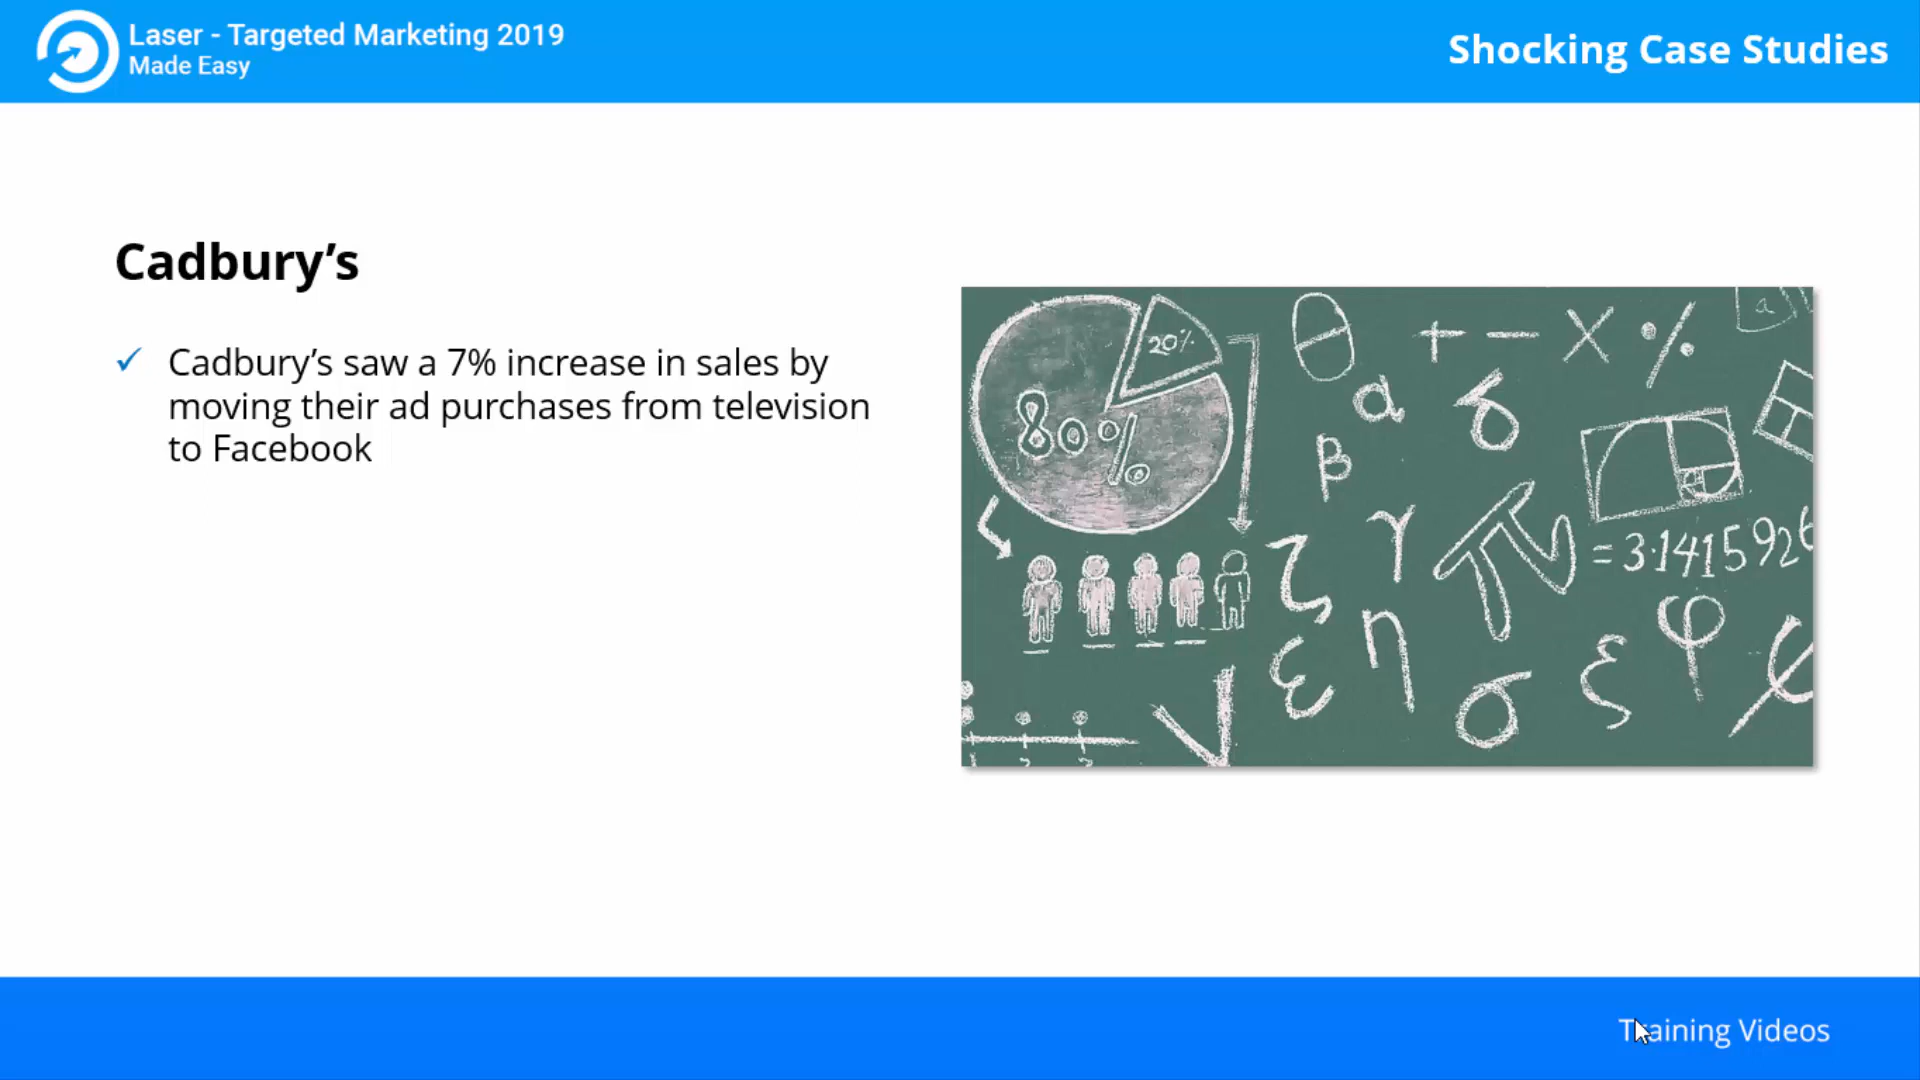 Laser - Targeted Marketing 2019
Made Easy
Shocking Case Studies
Cadbury’s
✓ Cadbury’s saw a 7% increase in sales by
moving their ad purchases from television
to Facebook
80%
20%
θ + − × %
a
α
δ
β
γ
π = 3.1415926
ζ
η
ε
σ
ξ
φ
ψ
Training Videos